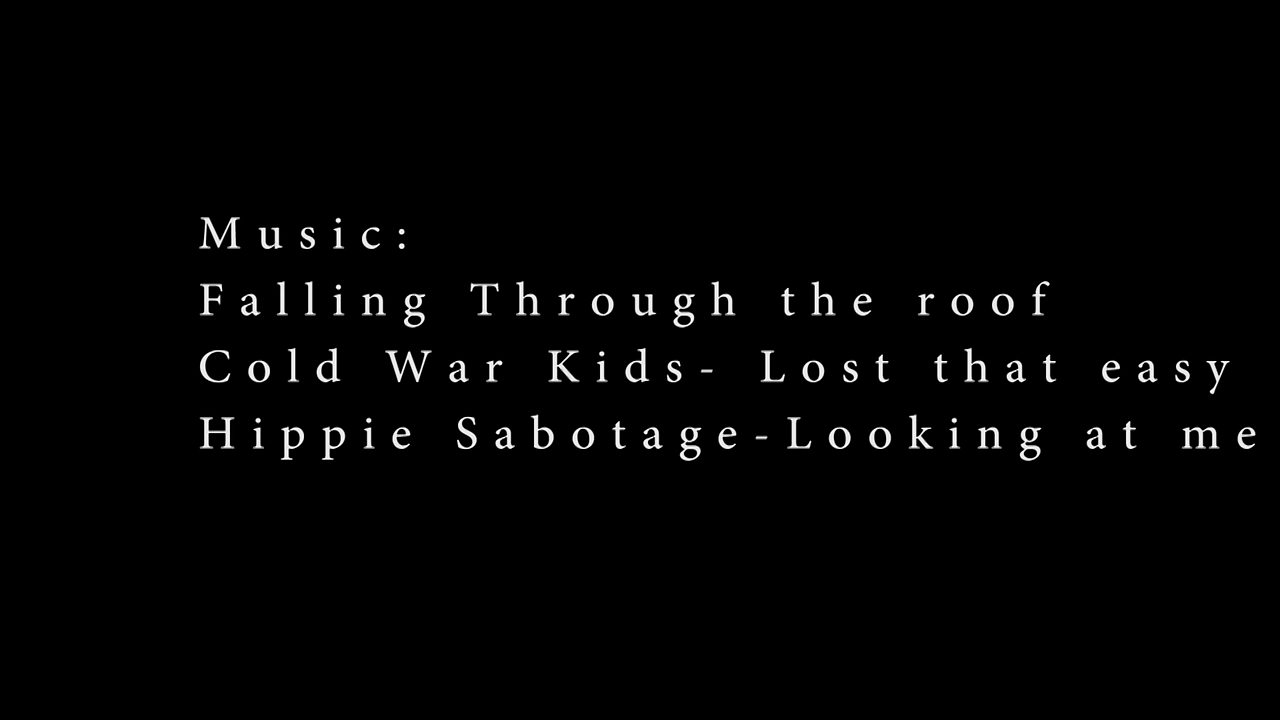 Music:
Falling Through the roof
Cold War Kids- Lost that easy
Hippie Sabotage-Looking at me